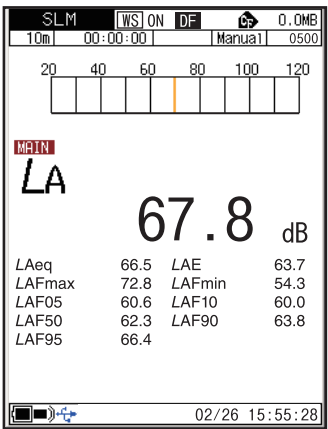 SLM WS ON DF CF 0.0MB
10m 00:00:00 Manual 0500
20 40 60 80 100 120
MAIN
LA
67.8 dB
LAeq 66.5 LAE 63.7
LAFmax 72.8 LAFmin 54.3
LAF05 60.6 LAF10 60.0
LAF50 62.3 LAF90 63.8
LAF95 66.4
02/26 15:55:28